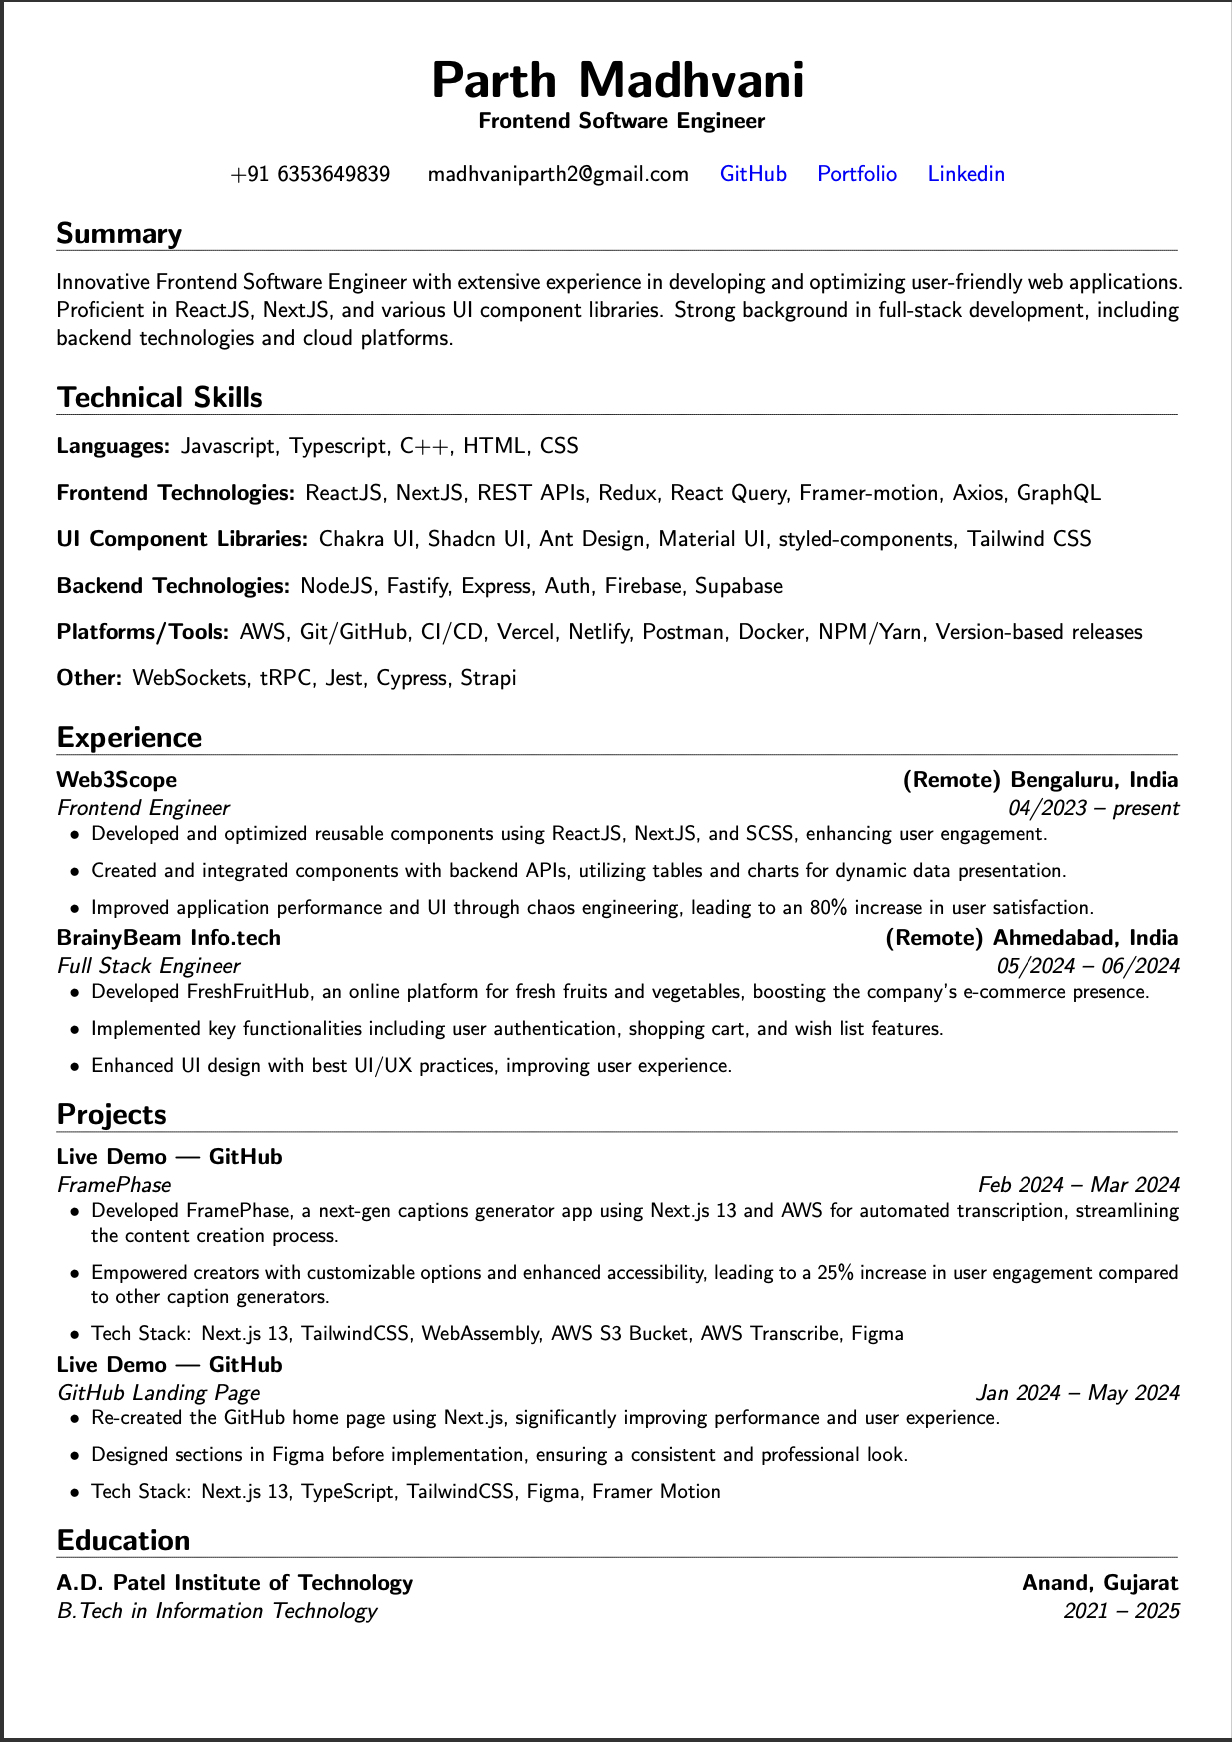 Parth Madhvani
Frontend Software Engineer
+91 6353649839 madhvaniparth2@gmail.com GitHub Portfolio Linkedin
Summary
Innovative Frontend Software Engineer with extensive experience in developing and optimizing user-friendly web applications.
Proficient in ReactJS, NextJS, and various UI component libraries. Strong background in full-stack development, including
backend technologies and cloud platforms.
Technical Skills
Languages: Javascript, Typescript, C++, HTML, CSS
Frontend Technologies: ReactJS, NextJS, REST APIs, Redux, React Query, Framer-motion, Axios, GraphQL
UI Component Libraries: Chakra UI, Shadcn UI, Ant Design, Material UI, styled-components, Tailwind CSS
Backend Technologies: NodeJS, Fastify, Express, Auth, Firebase, Supabase
Platforms/Tools: AWS, Git/GitHub, CI/CD, Vercel, Netlify, Postman, Docker, NPM/Yarn, Version-based releases
Other: WebSockets, tRPC, Jest, Cypress, Strapi
Experience
Web3Scope (Remote) Bengaluru, India
Frontend Engineer 04/2023 – present
• Developed and optimized reusable components using ReactJS, NextJS, and SCSS, enhancing user engagement.
• Created and integrated components with backend APIs, utilizing tables and charts for dynamic data presentation.
• Improved application performance and UI through chaos engineering, leading to an 80% increase in user satisfaction.
BrainyBeam Info.tech (Remote) Ahmedabad, India
Full Stack Engineer 05/2024 – 06/2024
• Developed FreshFruitHub, an online platform for fresh fruits and vegetables, boosting the company's e-commerce presence.
• Implemented key functionalities including user authentication, shopping cart, and wish list features.
• Enhanced UI design with best UI/UX practices, improving user experience.
Projects
Live Demo — GitHub
FramePhase Feb 2024 – Mar 2024
• Developed FramePhase, a next-gen captions generator app using Next.js 13 and AWS for automated transcription, streamlining
the content creation process.
• Empowered creators with customizable options and enhanced accessibility, leading to a 25% increase in user engagement compared
to other caption generators.
• Tech Stack: Next.js 13, TailwindCSS, WebAssembly, AWS S3 Bucket, AWS Transcribe, Figma
Live Demo — GitHub
GitHub Landing Page Jan 2024 – May 2024
• Re-created the GitHub home page using Next.js, significantly improving performance and user experience.
• Designed sections in Figma before implementation, ensuring a consistent and professional look.
• Tech Stack: Next.js 13, TypeScript, TailwindCSS, Figma, Framer Motion
Education
A.D. Patel Institute of Technology Anand, Gujarat
B.Tech in Information Technology 2021 – 2025